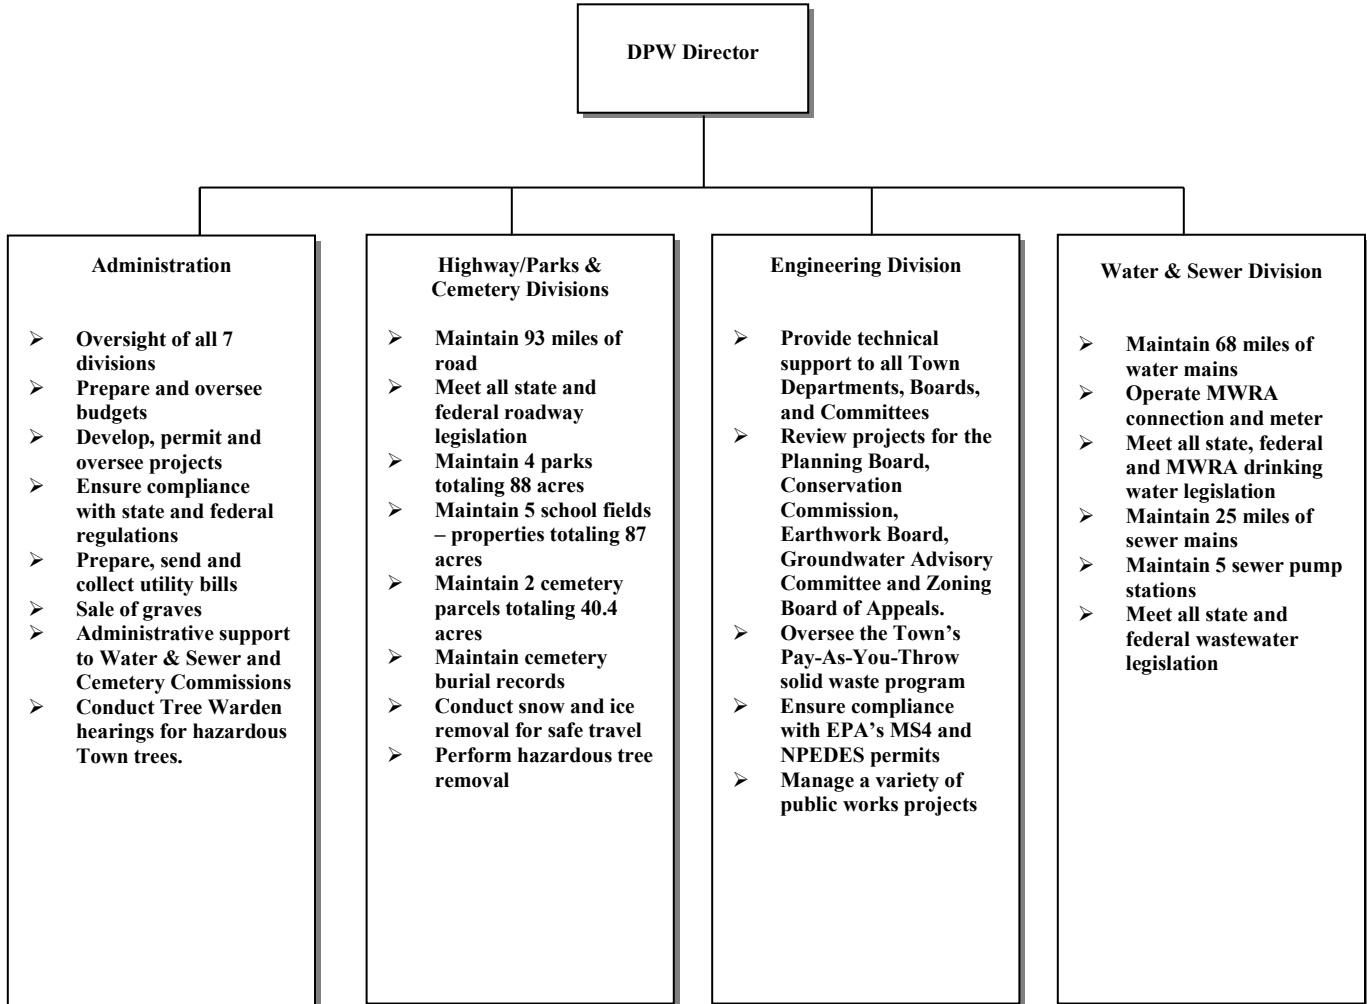 DPW Director
Administration
➢ Oversight of all 7
divisions
➢ Prepare and oversee
budgets
➢ Develop, permit and
oversee projects
➢ Ensure compliance
with state and federal
regulations
➢ Prepare, send and
collect utility bills
➢ Sale of graves
➢ Administrative support
to Water & Sewer and
Cemetery Commissions
➢ Conduct Tree Warden
hearings for hazardous
Town trees.
Highway/Parks &
Cemetery Divisions
➢ Maintain 93 miles of
road
➢ Meet all state and
federal roadway
legislation
➢ Maintain 4 parks
totaling 88 acres
➢ Maintain 5 school fields
– properties totaling 87
acres
➢ Maintain 2 cemetery
parcels totaling 40.4
acres
➢ Maintain cemetery
burial records
➢ Conduct snow and ice
removal for safe travel
➢ Perform hazardous tree
removal
Engineering Division
➢ Provide technical
support to all Town
Departments, Boards,
and Committees
➢ Review projects for the
Planning Board,
Conservation
Commission,
Earthwork Board,
Groundwater Advisory
Committee and Zoning
Board of Appeals.
➢ Oversee the Town's
Pay-As-You-Throw
solid waste program
➢ Ensure compliance
with EPA's MS4 and
NPEDES permits
➢ Manage a variety of
public works projects
Water & Sewer Division
➢ Maintain 68 miles of
water mains
➢ Operate MWRA
connection and meter
➢ Meet all state, federal
and MWRA drinking
water legislation
➢ Maintain 25 miles of
sewer mains
➢ Maintain 5 sewer pump
stations
➢ Meet all state and
federal wastewater
legislation